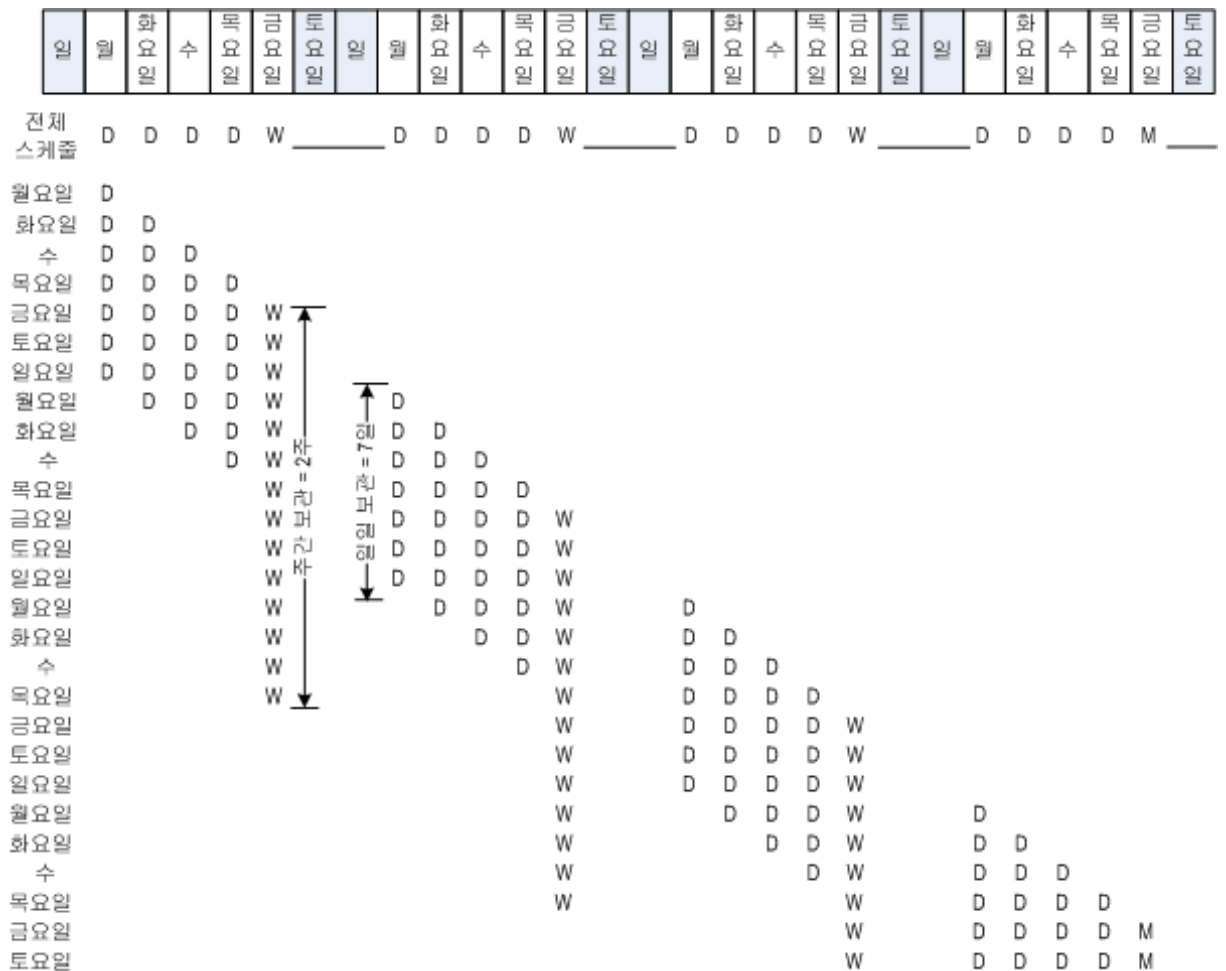 일 월 화요일 수 목요일 금요일 토요일 일 월 화요일 수 목요일 금요일 토요일 일 월 화요일 수 목요일 금요일 토요일 일 월 화요일 수 목요일 금요일 토요일
전체
스케줄 D D D D W D D D D W D D D D W D D D D M
월요일 D
화요일 D D
수 D D D
목요일 D D D D
금요일 D D D D W
토요일 D D D D W
일요일 D D D D W
월요일 D D D W D
화요일 D D W D D
수 D W D D D
목요일 W D D D D
금요일 W D D D D W
토요일 W D D D D W
일요일 W D D D D W
월요일 W D D D W D
화요일 W D D W D D
수 W D W D D D
목요일 W W D D D D
금요일 W D D D D W
토요일 W D D D D W
일요일 W D D D D W
월요일 W D D D W D
화요일 W D D W D D
수 W D W D D D
목요일 W W D D D D
금요일 W D D D D M
토요일 W D D D D M
주간 보관 = 2주
일일 보관 = 7일